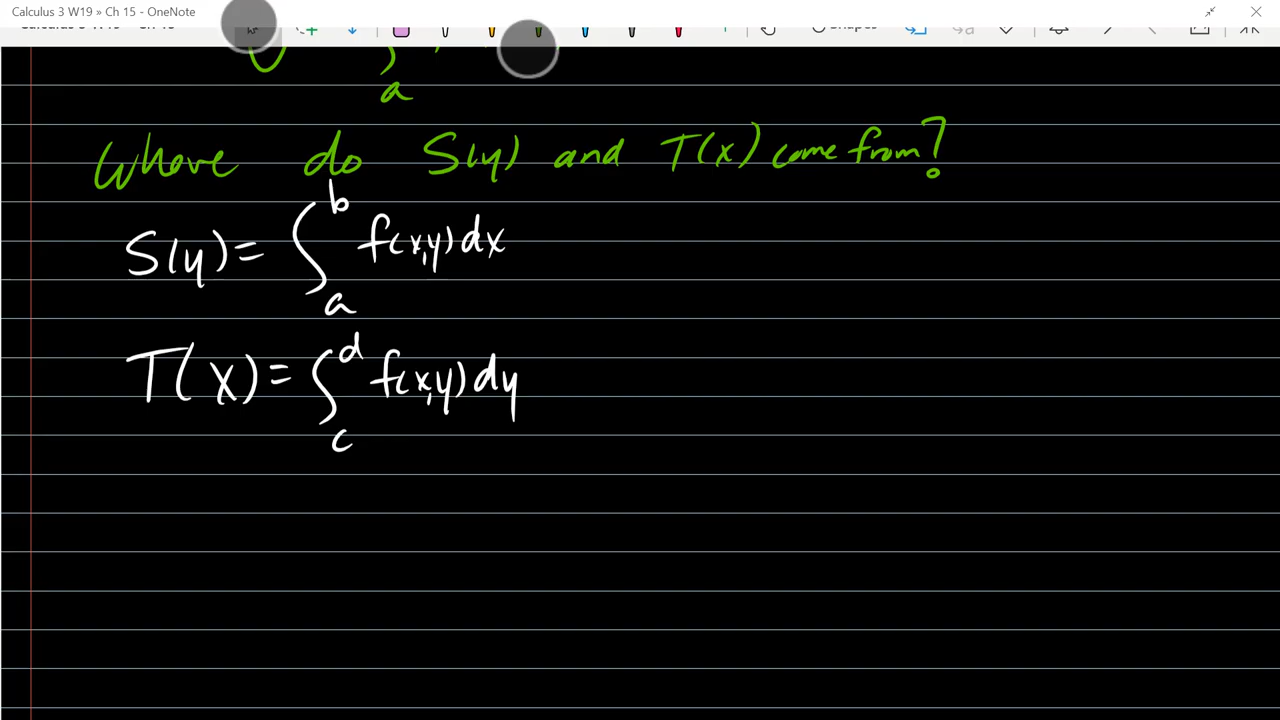 Calculus 3 W19 » Ch 15 - OneNote
a
Where do S(y) and T(x) come from?
S(y) = ∫_a^b f(x,y) dx
T(x) = ∫_c^d f(x,y) dy